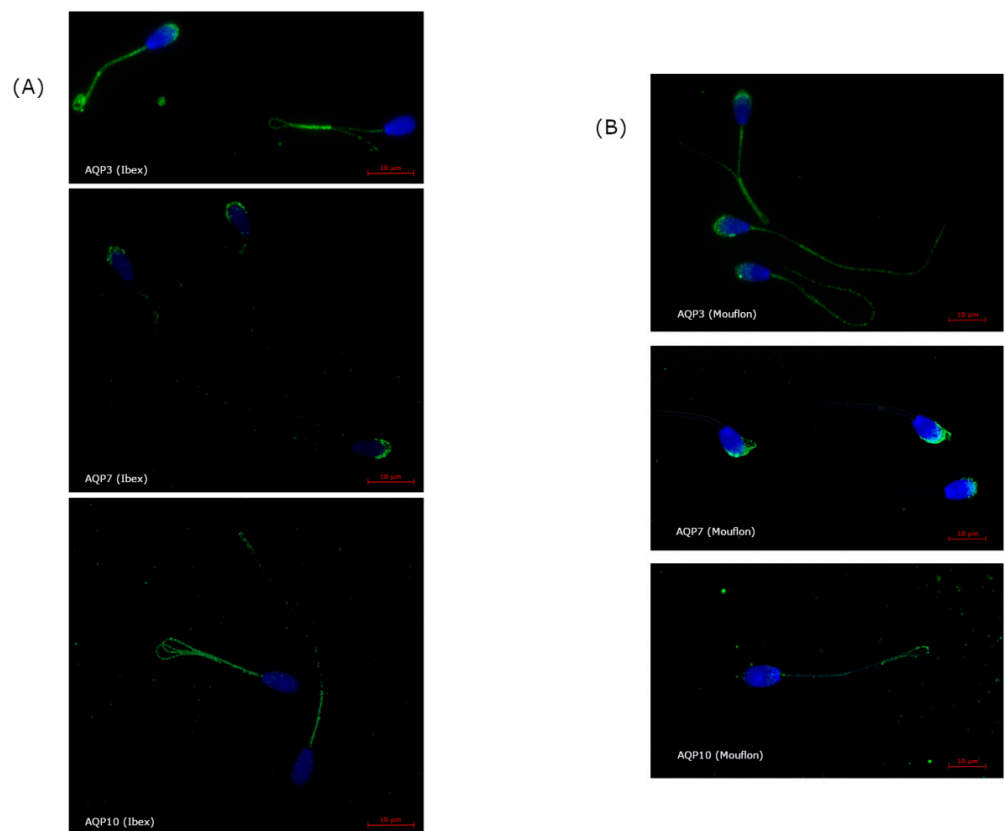 (A)
AQP3 (Ibex)
10 μm
AQP7 (Ibex)
10 μm
AQP10 (Ibex)
10 μm
(B)
AQP3 (Mouflon)
10 μm
AQP7 (Mouflon)
10 μm
AQP10 (Mouflon)
10 μm